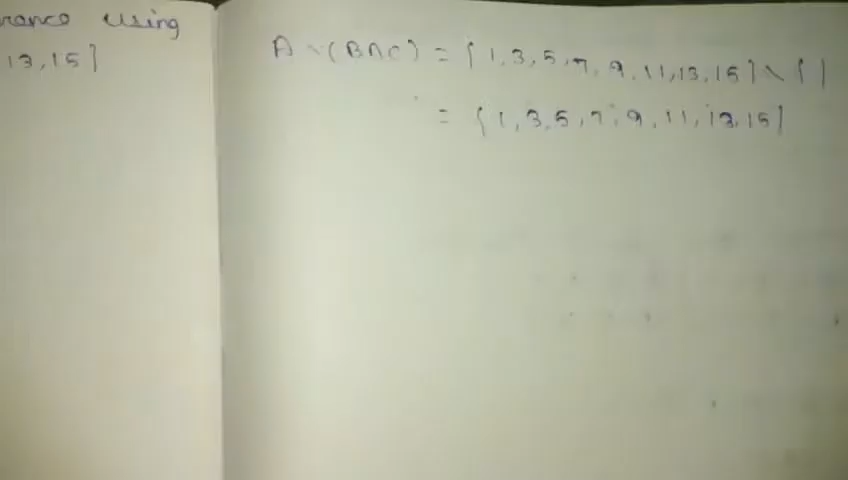 using
13,15]
A \ (B∩C) = { 1,3,5,7,9,11,13,15} \ { }
= {1,3,5,7,9,11,13,15}